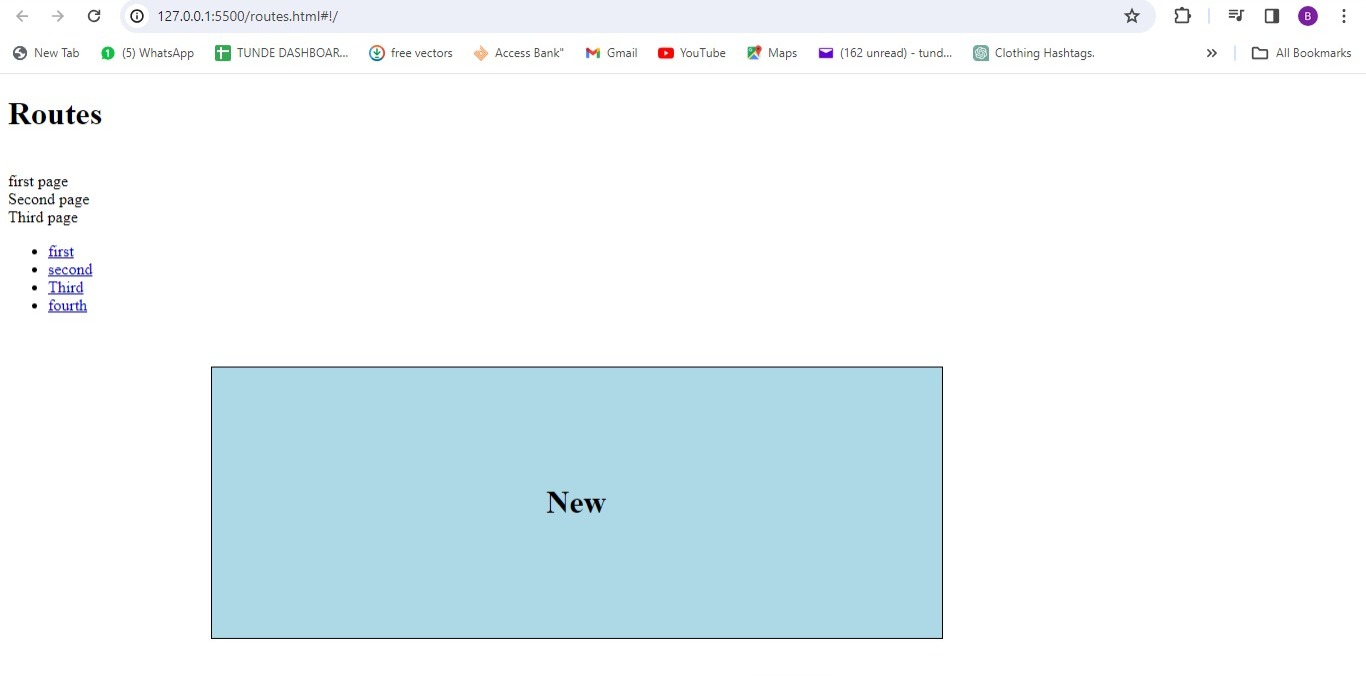 127.0.0.1:5500/routes.html#!/
B
New Tab (5) WhatsApp TUNDE DASHBOAR... free vectors Access Bank" Gmail YouTube Maps (162 unread) - tund... Clothing Hashtags. » All Bookmarks
Routes
first page
Second page
Third page
• first
• second
• Third
• fourth
New